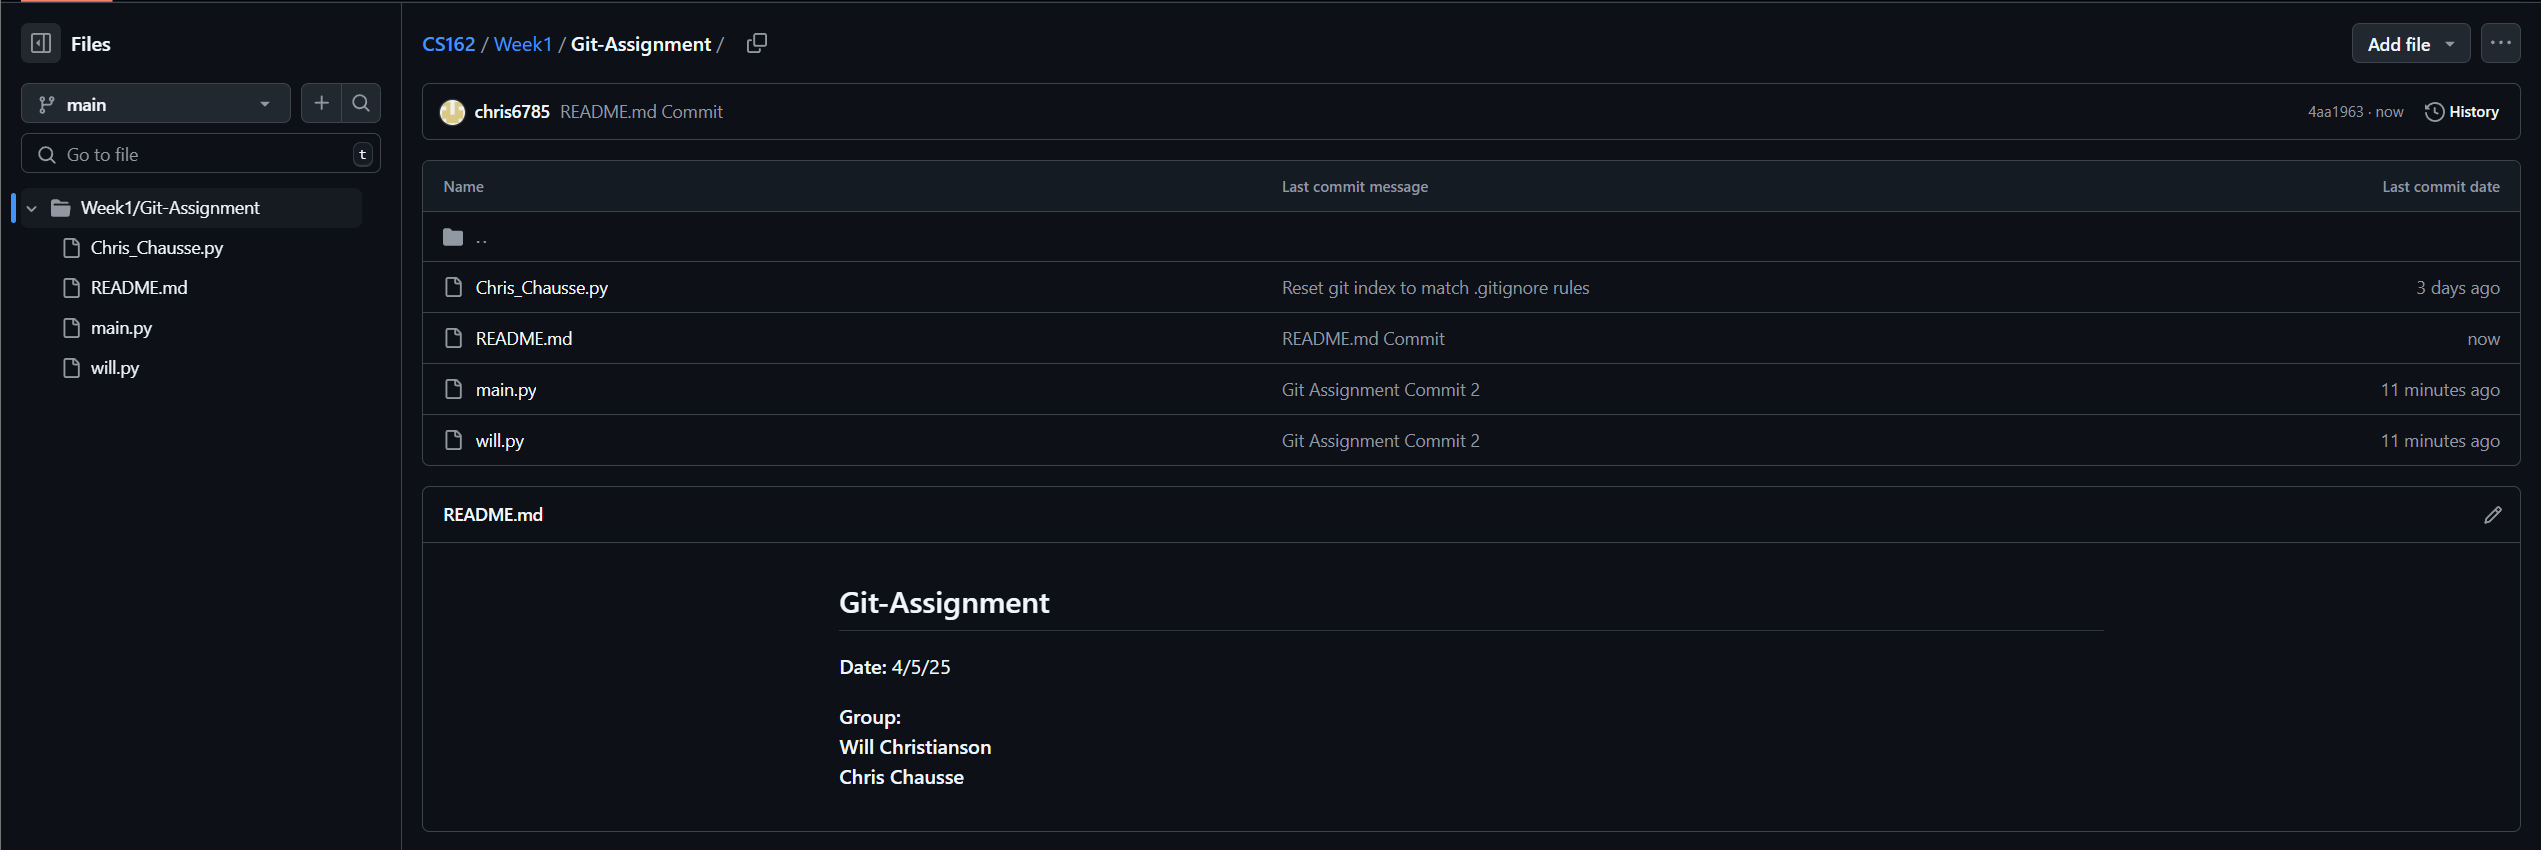 Files
main
Go to file
t
Week1/Git-Assignment
Chris_Chausse.py
README.md
main.py
will.py
CS162 / Week1 / Git-Assignment /
Add file
chris6785 README.md Commit
4aa1963 · now
History
Name Last commit message Last commit date
..
Chris_Chausse.py Reset git index to match .gitignore rules 3 days ago
README.md README.md Commit now
main.py Git Assignment Commit 2 11 minutes ago
will.py Git Assignment Commit 2 11 minutes ago
README.md
Git-Assignment
Date: 4/5/25
Group:
Will Christianson
Chris Chausse